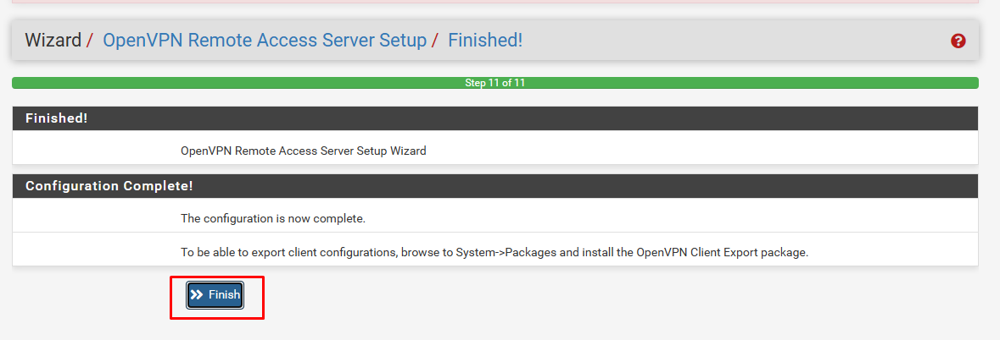 Wizard / OpenVPN Remote Access Server Setup / Finished!
Step 11 of 11
Finished!
OpenVPN Remote Access Server Setup Wizard
Configuration Complete!
The configuration is now complete.
To be able to export client configurations, browse to System->Packages and install the OpenVPN Client Export package.
Finish